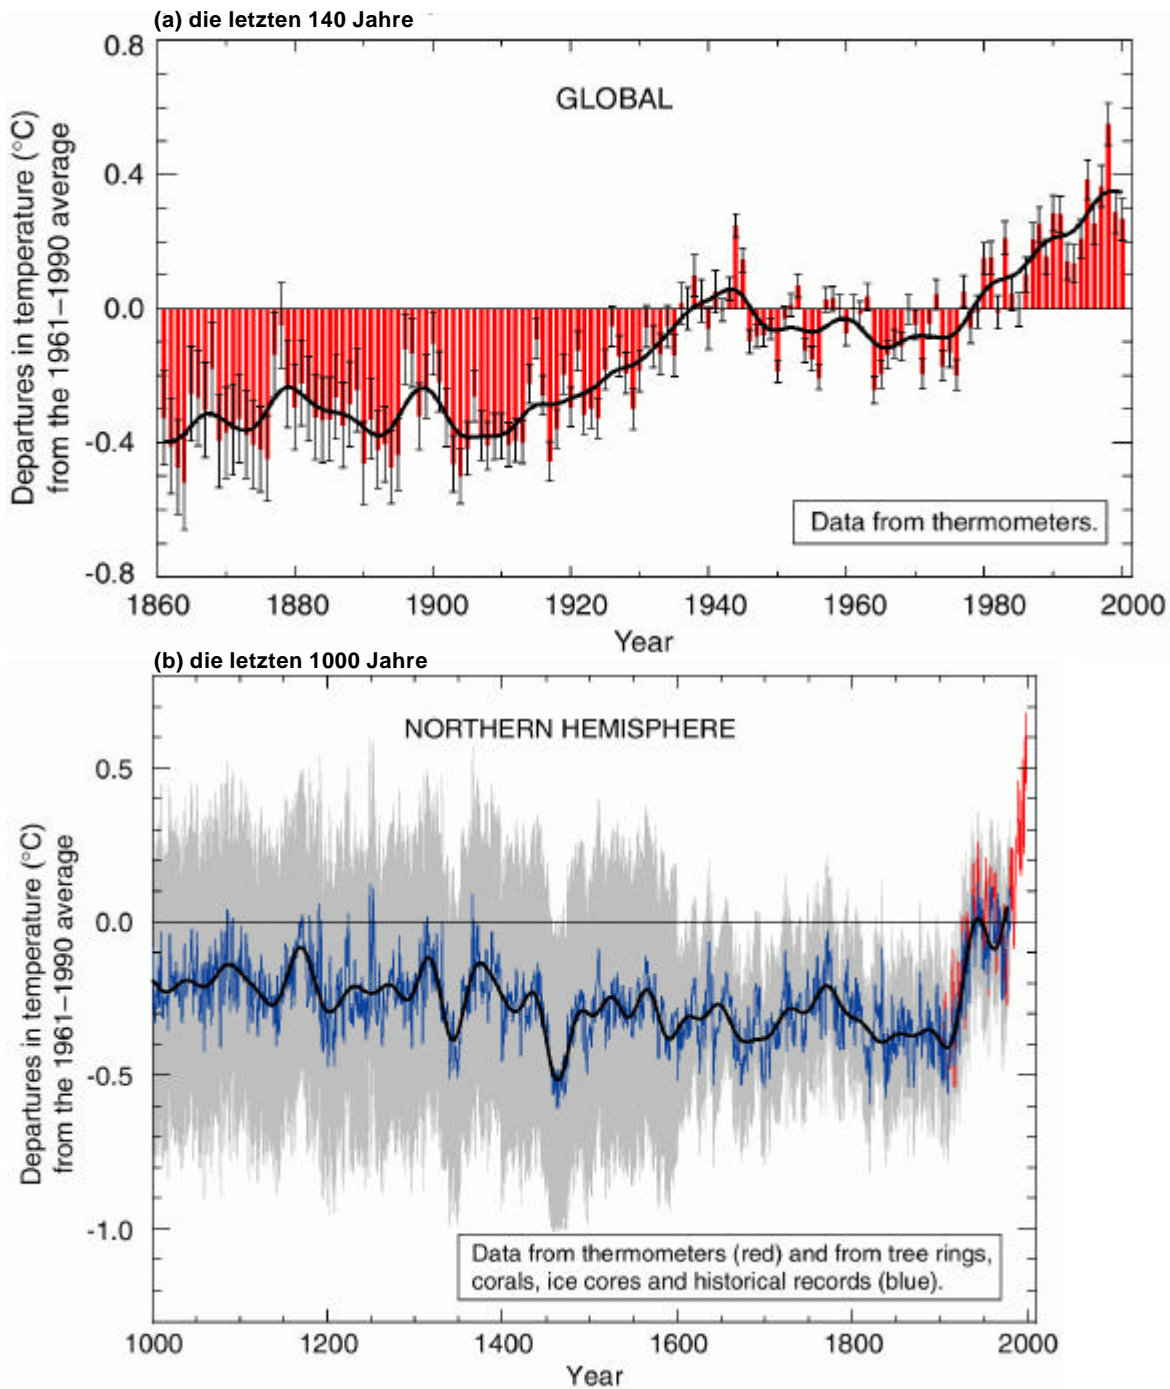 (a) die letzten 140 Jahre
GLOBAL
Departures in temperature (°C)
from the 1961–1990 average
0.8
0.4
0.0
-0.4
-0.8
Data from thermometers.
1860 1880 1900 1920 1940 1960 1980 2000
Year
(b) die letzten 1000 Jahre
NORTHERN HEMISPHERE
Departures in temperature (°C)
from the 1961–1990 average
0.5
0.0
-0.5
-1.0
Data from thermometers (red) and from tree rings,
corals, ice cores and historical records (blue).
1000 1200 1400 1600 1800 2000
Year